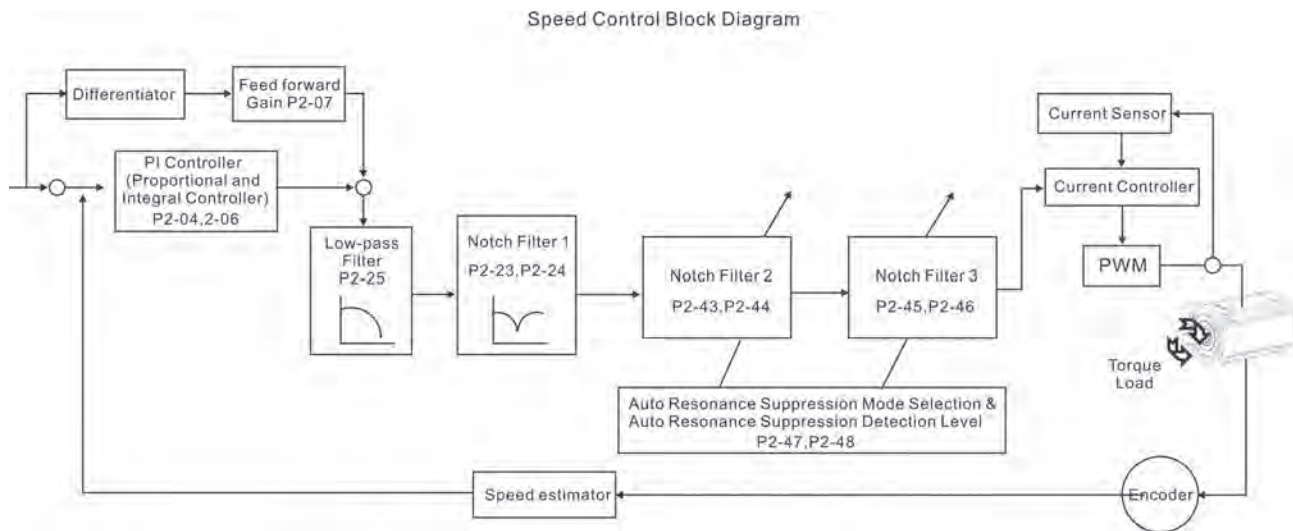 Speed Control Block Diagram
Differentiator
Feed forward
Gain P2-07
PI Controller
(Proportional and
Integral Controller)
P2-04,2-06
Low-pass
Filter
P2-25
Notch Filter 1
P2-23,P2-24
Notch Filter 2
P2-43,P2-44
Notch Filter 3
P2-45,P2-46
Current Sensor
Current Controller
PWM
Torque
Load
Auto Resonance Suppression Mode Selection &
Auto Resonance Suppression Detection Level
P2-47,P2-48
Speed estimator
Encoder